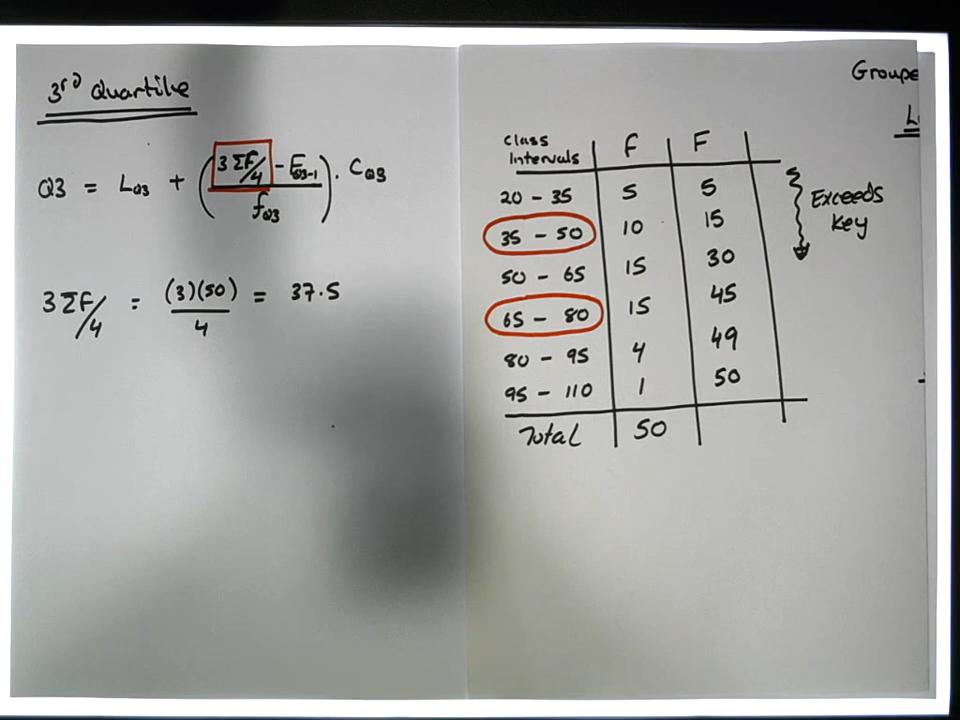 3rd Quartile
Q3 = LQ3 + (3ΣF/4 - FQ3-1 / fQ3) . CQ3
3ΣF/4 = (3)(50)/4 = 37.5
Groupe
L
Class Intervals | f | F |
20 - 35 | 5 | 5
35 - 50 | 10 | 15
50 - 65 | 15 | 30
65 - 80 | 15 | 45
80 - 95 | 4 | 49
95 - 110 | 1 | 50
Total | 50 |
Exceeds
Key